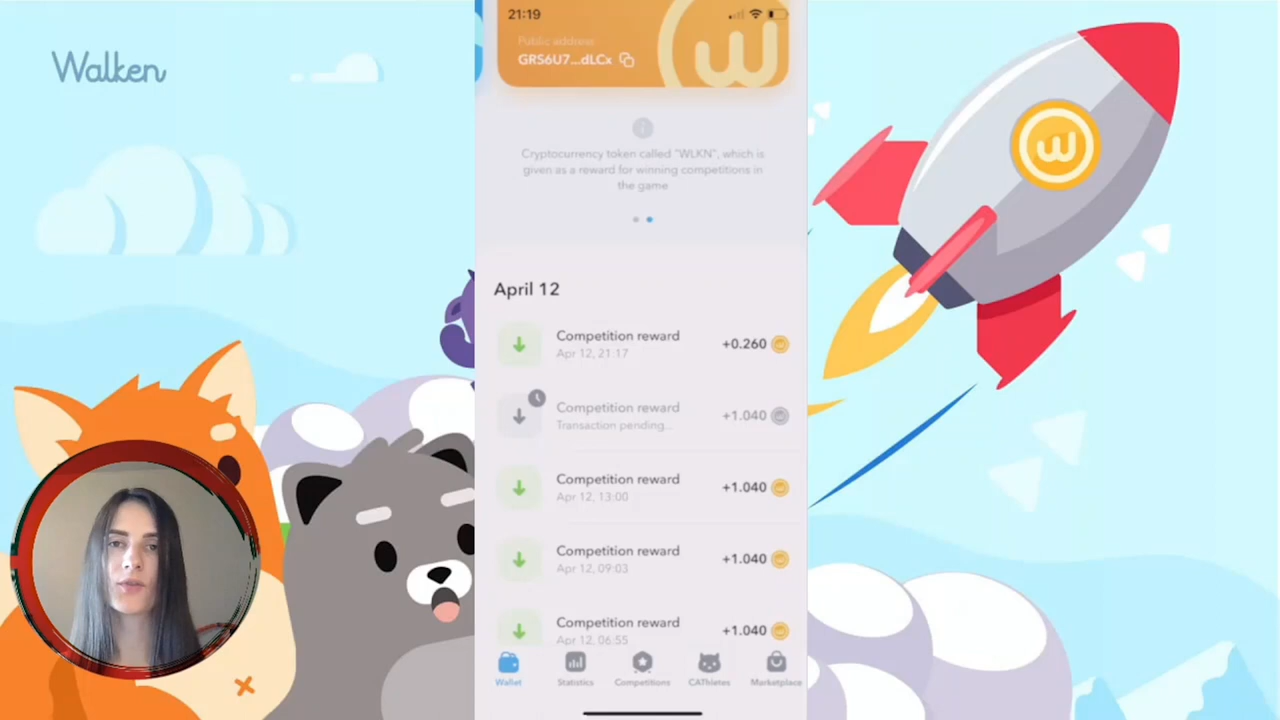 Walken
21:19
Public address
GRS6U7...dLCx
Cryptocurrency token called "WLKN", which is
given as a reward for winning competitions in
the game
April 12
Competition reward
+0.260
Apr 12, 21:17
Competition reward
+1.040
Transaction pending...
Competition reward
+1.040
Apr 12, 13:00
Competition reward
+1.040
Apr 12, 09:03
Competition reward
+1.040
Apr 12, 06:55
Wallet
Statistics
Competitions
CAThletes
Marketplace